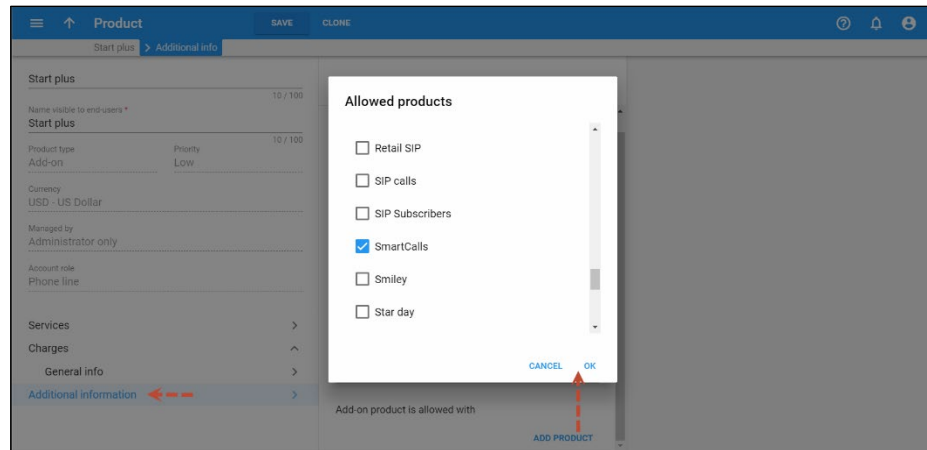 Product
SAVE
CLONE
Start plus
Additional info
Start plus
10 / 100
Name visible to end-users *
Start plus
10 / 100
Product type
Priority
Add-on
Low
Currency
USD - US Dollar
Managed by
Administrator only
Account role
Phone line
Services
Charges
General info
Additional information
Allowed products
Retail SIP
SIP calls
SIP Subscribers
SmartCalls
Smiley
Star day
CANCEL
OK
Add-on product is allowed with
ADD PRODUCT